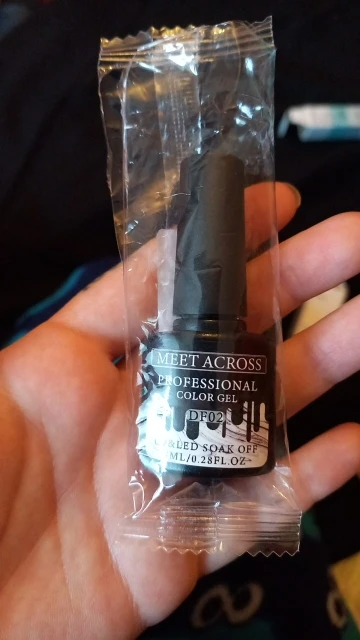 MEET ACROSS
PROFESSIONAL
COLOR GEL
DF02
&LED SOAK OFF
ML/0.28FL.OZ